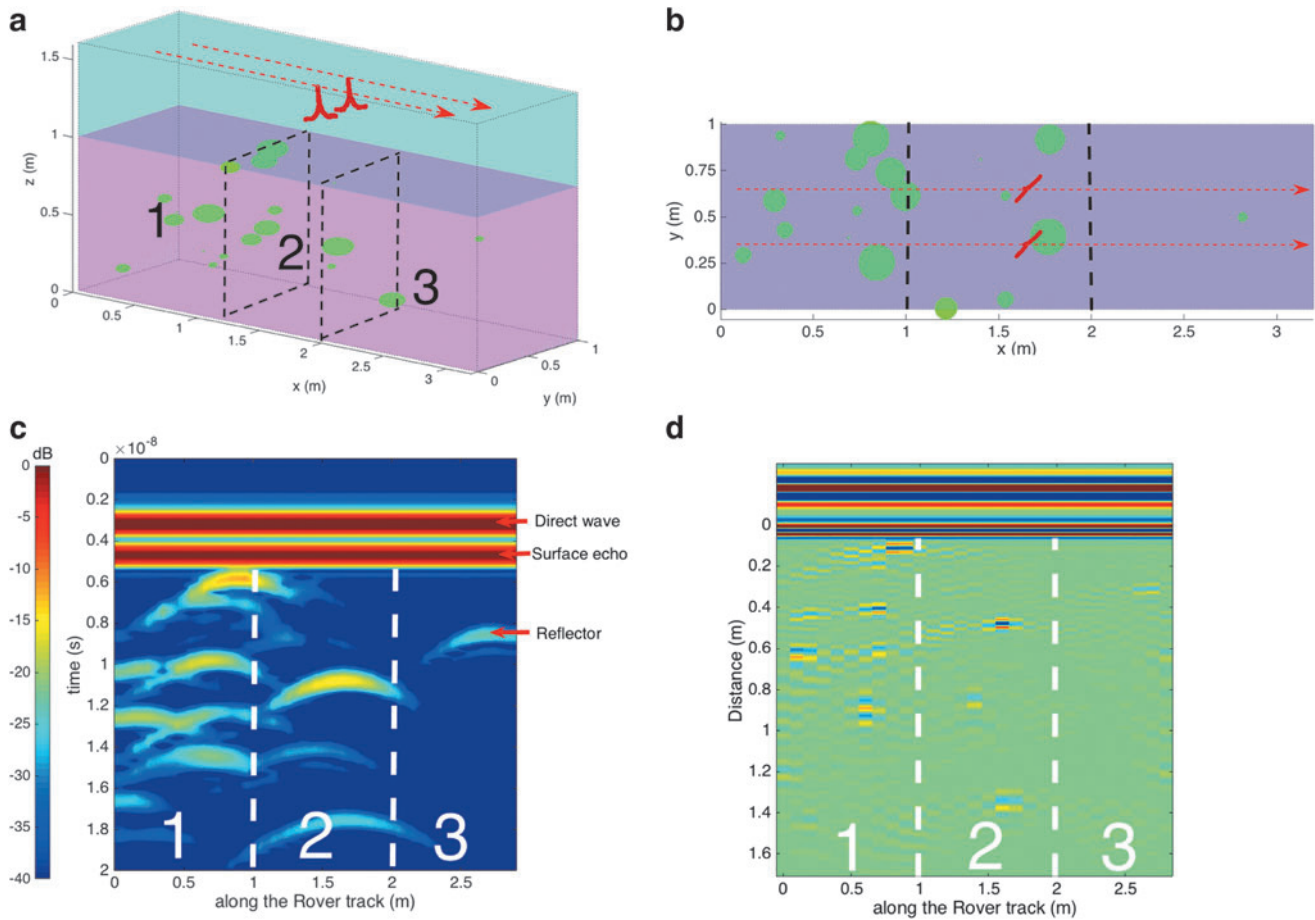 a
1.5
1
0.5
0
z (m)
1
2
3
0
0.5
1
1.5
2
2.5
3
x (m)
0
0.5
1
y (m)
b
1
0.75
0.5
0.25
0
y (m)
0
0.5
1
1.5
2
2.5
3
x (m)
c
dB
0
-5
-10
-15
-20
-25
-30
-35
-40
×10⁻⁸
0
0.2
0.4
0.6
0.8
1
1.2
1.4
1.6
1.8
2
time (s)
Direct wave
Surface echo
Reflector
1 2 3
0 0.5 1 1.5 2 2.5
along the Rover track (m)
d
0
0.2
0.4
0.6
0.8
1
1.2
1.4
1.6
Distance (m)
1 2 3
0 0.5 1 1.5 2 2.5
along the Rover track (m)